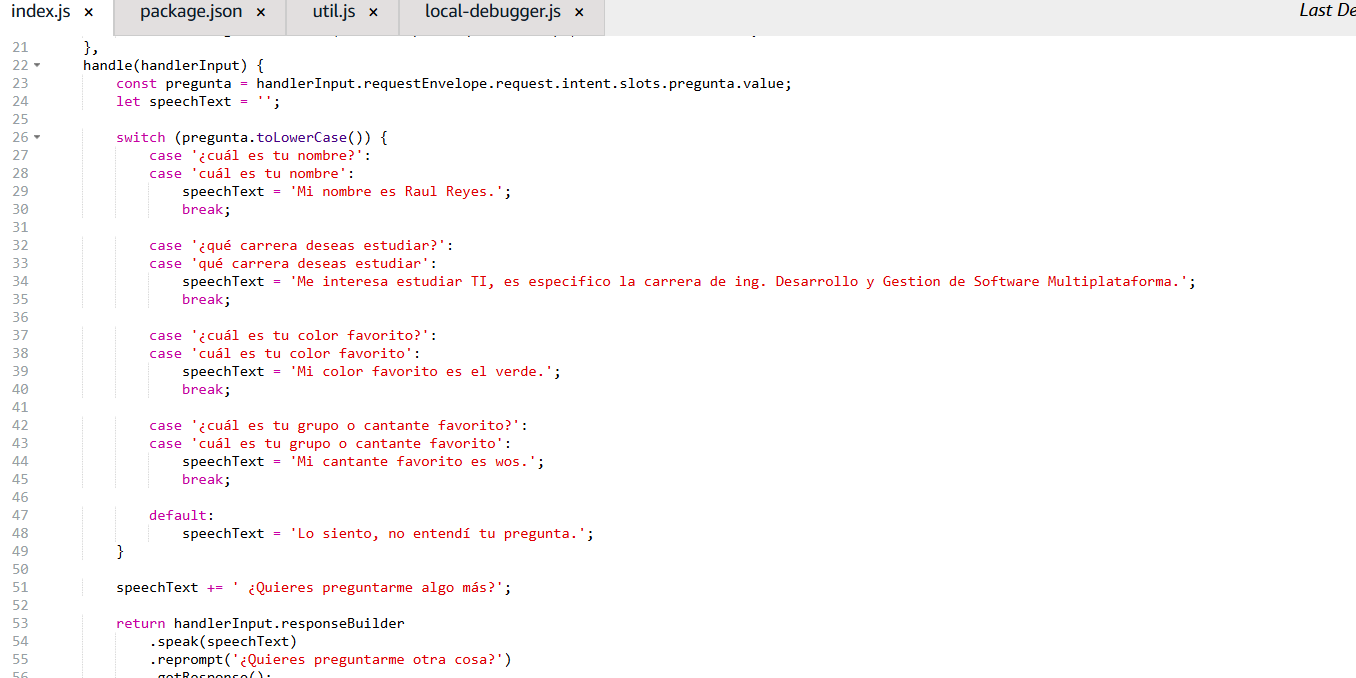 index.js × package.json × util.js × local-debugger.js × Last De
21 },
22 handle(handlerInput) {
23 const pregunta = handlerInput.requestEnvelope.request.intent.slots.pregunta.value;
24 let speechText = '';
25
26 switch (pregunta.toLowerCase()) {
27 case '¿cuál es tu nombre?':
28 case 'cuál es tu nombre':
29 speechText = 'Mi nombre es Raul Reyes.';
30 break;
31
32 case '¿qué carrera deseas estudiar?':
33 case 'qué carrera deseas estudiar':
34 speechText = 'Me interesa estudiar TI, es especifico la carrera de ing. Desarrollo y Gestion de Software Multiplataforma.';
35 break;
36
37 case '¿cuál es tu color favorito?':
38 case 'cuál es tu color favorito':
39 speechText = 'Mi color favorito es el verde.';
40 break;
41
42 case '¿cuál es tu grupo o cantante favorito?':
43 case 'cuál es tu grupo o cantante favorito':
44 speechText = 'Mi cantante favorito es wos.';
45 break;
46
47 default:
48 speechText = 'Lo siento, no entendí tu pregunta.';
49 }
50
51 speechText += ' ¿Quieres preguntarme algo más?';
52
53 return handlerInput.responseBuilder
54 .speak(speechText)
55 .reprompt('¿Quieres preguntarme otra cosa?')
56 .getResponse();